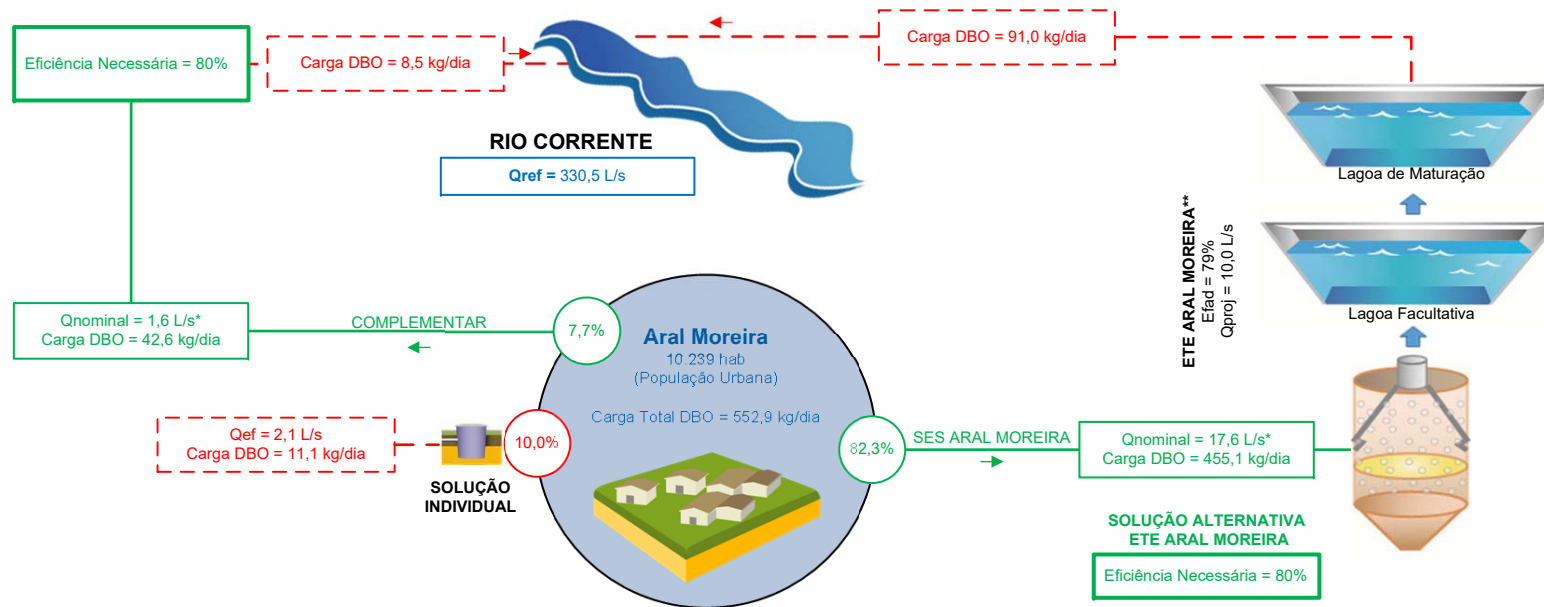 Eficiência Necessária = 80%
Carga DBO = 8,5 kg/dia
Carga DBO = 91,0 kg/dia
RIO CORRENTE
Qref = 330,5 L/s
Lagoa de Maturação
ETE ARAL MOREIRA**
Efad = 79%
Qproj = 10,0 L/s
Lagoa Facultativa
Qnominal = 1,6 L/s*
Carga DBO = 42,6 kg/dia
COMPLEMENTAR
7,7%
Aral Moreira
10.239 hab
(População Urbana)
Carga Total DBO = 552,9 kg/dia
Qef = 2,1 L/s
Carga DBO = 11,1 kg/dia
10,0%
SOLUÇÃO
INDIVIDUAL
82,3%
SES ARAL MOREIRA
Qnominal = 17,6 L/s*
Carga DBO = 455,1 kg/dia
SOLUÇÃO ALTERNATIVA
ETE ARAL MOREIRA
Eficiência Necessária = 80%